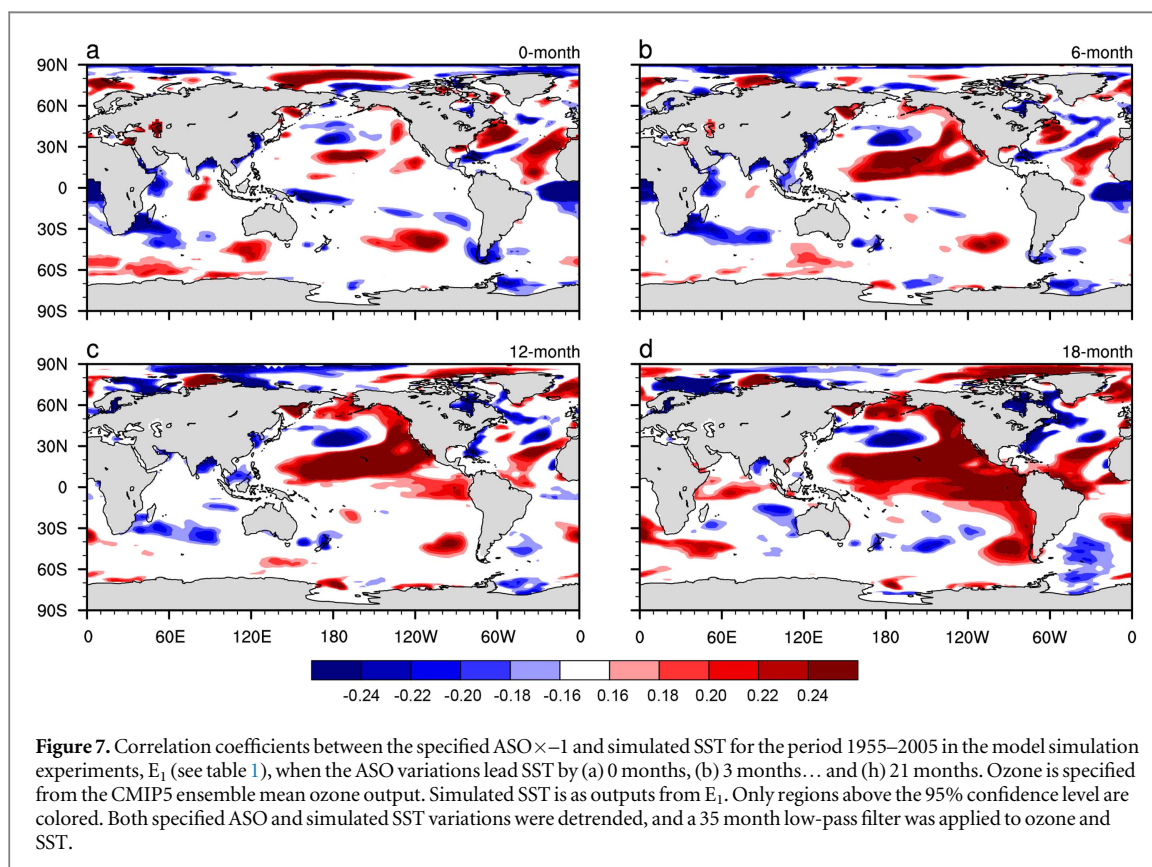 a
0-month
b
6-month
90N
60N
30N
0
30S
60S
90S
c
12-month
d
18-month
90N
60N
30N
0
30S
60S
90S
0 60E 120E 180 120W 60W 0
0 60E 120E 180 120W 60W 0
-0.24 -0.22 -0.20 -0.18 -0.16 0.16 0.18 0.20 0.22 0.24
Figure 7. Correlation coefficients between the specified ASO×−1 and simulated SST for the period 1955–2005 in the model simulation
experiments, E₁ (see table 1), when the ASO variations lead SST by (a) 0 months, (b) 3 months… and (h) 21 months. Ozone is specified
from the CMIP5 ensemble mean ozone output. Simulated SST is as outputs from E₁. Only regions above the 95% confidence level are
colored. Both specified ASO and simulated SST variations were detrended, and a 35 month low-pass filter was applied to ozone and
SST.